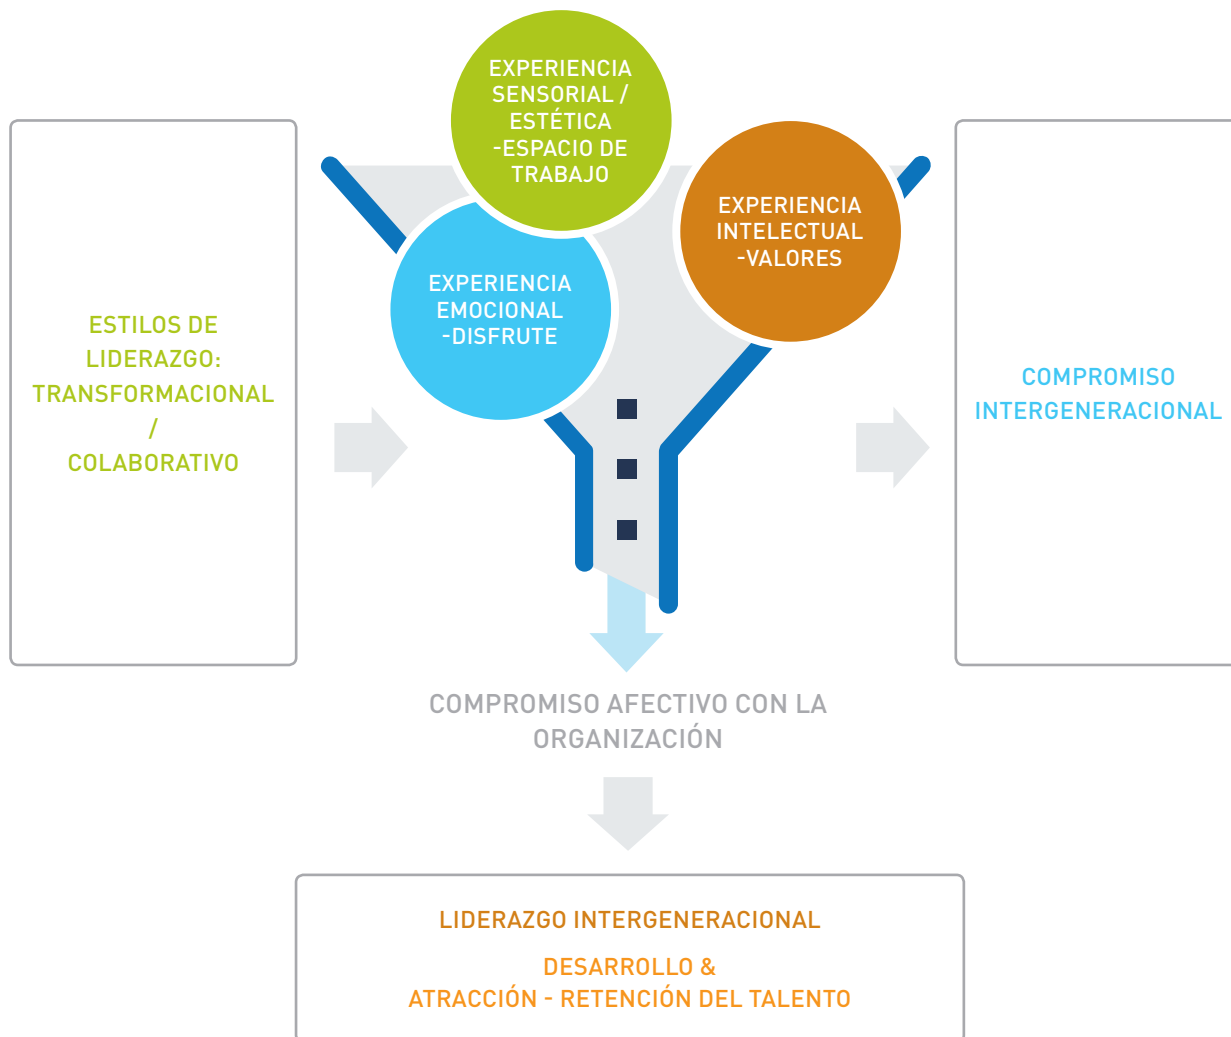 EXPERIENCIA
SENSORIAL /
ESTÉTICA
-ESPACIO DE
TRABAJO
EXPERIENCIA
INTELECTUAL
-VALORES
EXPERIENCIA
EMOCIONAL
-DISFRUTE
ESTILOS DE
LIDERAZGO:
TRANSFORMACIONAL
/
COLABORATIVO
COMPROMISO
INTERGENERACIONAL
COMPROMISO AFECTIVO CON LA
ORGANIZACIÓN
LIDERAZGO INTERGENERACIONAL
DESARROLLO &
ATRACCIÓN - RETENCIÓN DEL TALENTO